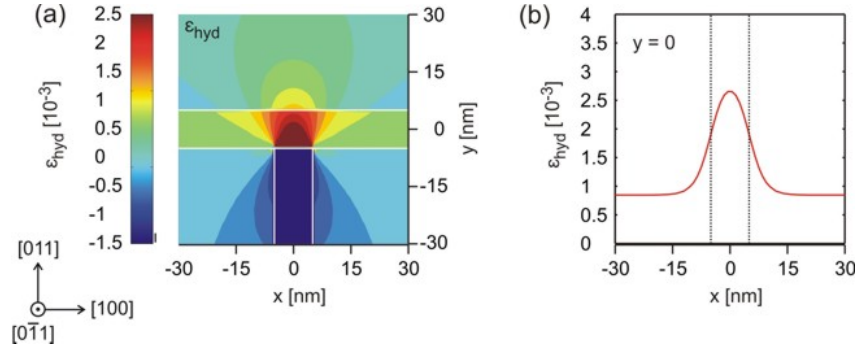 (a)
ε_hyd
ε_hyd [10⁻³]
2.5
2
1.5
1
0.5
0
-0.5
-1
-1.5
30
15
0
-15
-30
y [nm]
-30 -15 0 15 30
x [nm]
[011]
[100]
[01̄1]
(b)
y = 0
ε_hyd [10⁻³]
4
3.5
3
2.5
2
1.5
1
0.5
0
-30 -15 0 15 30
x [nm]